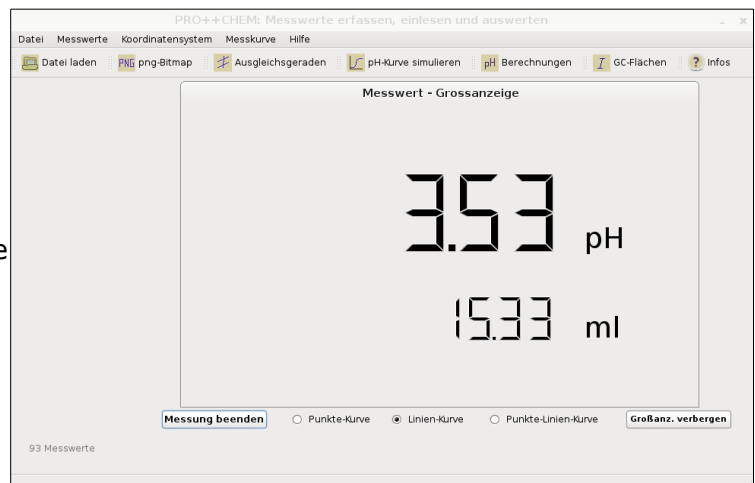 PRO++CHEM: Messwerte erfassen, einlesen und auswerten
Datei Messwerte Koordinatensystem Messkurve Hilfe
Datei laden PNG png-Bitmap Ausgleichsgeraden pH-Kurve simulieren pH Berechnungen I GC-Flächen ? Infos
Messwert - Grossanzeige
3.53 pH
e
15.33 ml
Messung beenden Punkte-Kurve Linien-Kurve Punkte-Linien-Kurve Großanz. verbergen
93 Messwerte